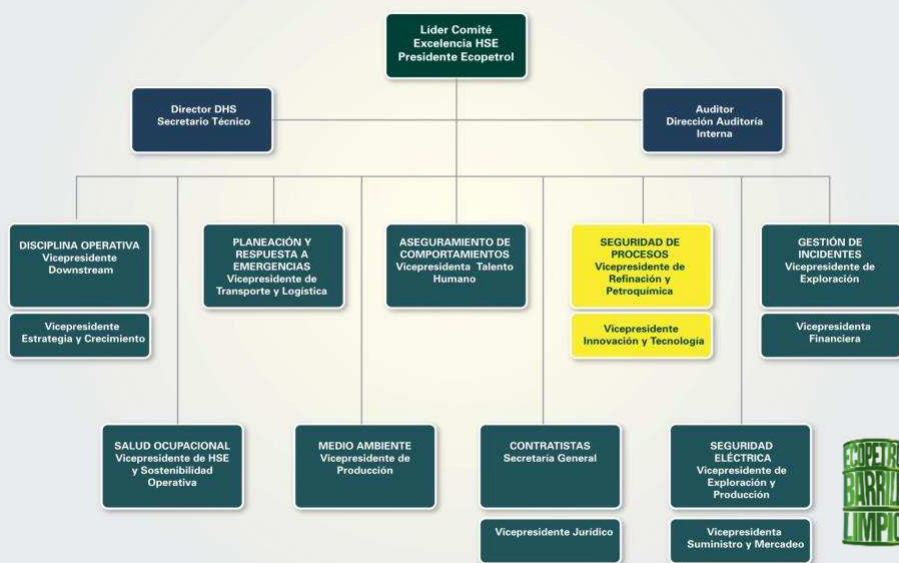 Líder Comité
Excelencia HSE
Presidente Ecopetrol
Director DHS
Secretario Técnico
Auditor
Dirección Auditoría
Interna
DISCIPLINA OPERATIVA
Vicepresidente
Downstream
Vicepresidente
Estrategia y Crecimiento
PLANEACIÓN Y
RESPUESTA A
EMERGENCIAS
Vicepresidente de
Transporte y Logística
ASEGURAMIENTO DE
COMPORTAMIENTOS
Vicepresidenta Talento
Humano
SEGURIDAD DE
PROCESOS
Vicepresidente de
Refinación y
Petroquímica
Vicepresidente
Innovación y Tecnología
GESTIÓN DE
INCIDENTES
Vicepresidente de
Exploración
Vicepresidenta
Financiera
SALUD OCUPACIONAL
Vicepresidente de HSE
y Sostenibilidad
Operativa
MEDIO AMBIENTE
Vicepresidente de
Producción
CONTRATISTAS
Secretaría General
Vicepresidente Jurídico
SEGURIDAD
ELÉCTRICA
Vicepresidente de
Exploración y
Producción
Vicepresidenta
Suministro y Mercadeo